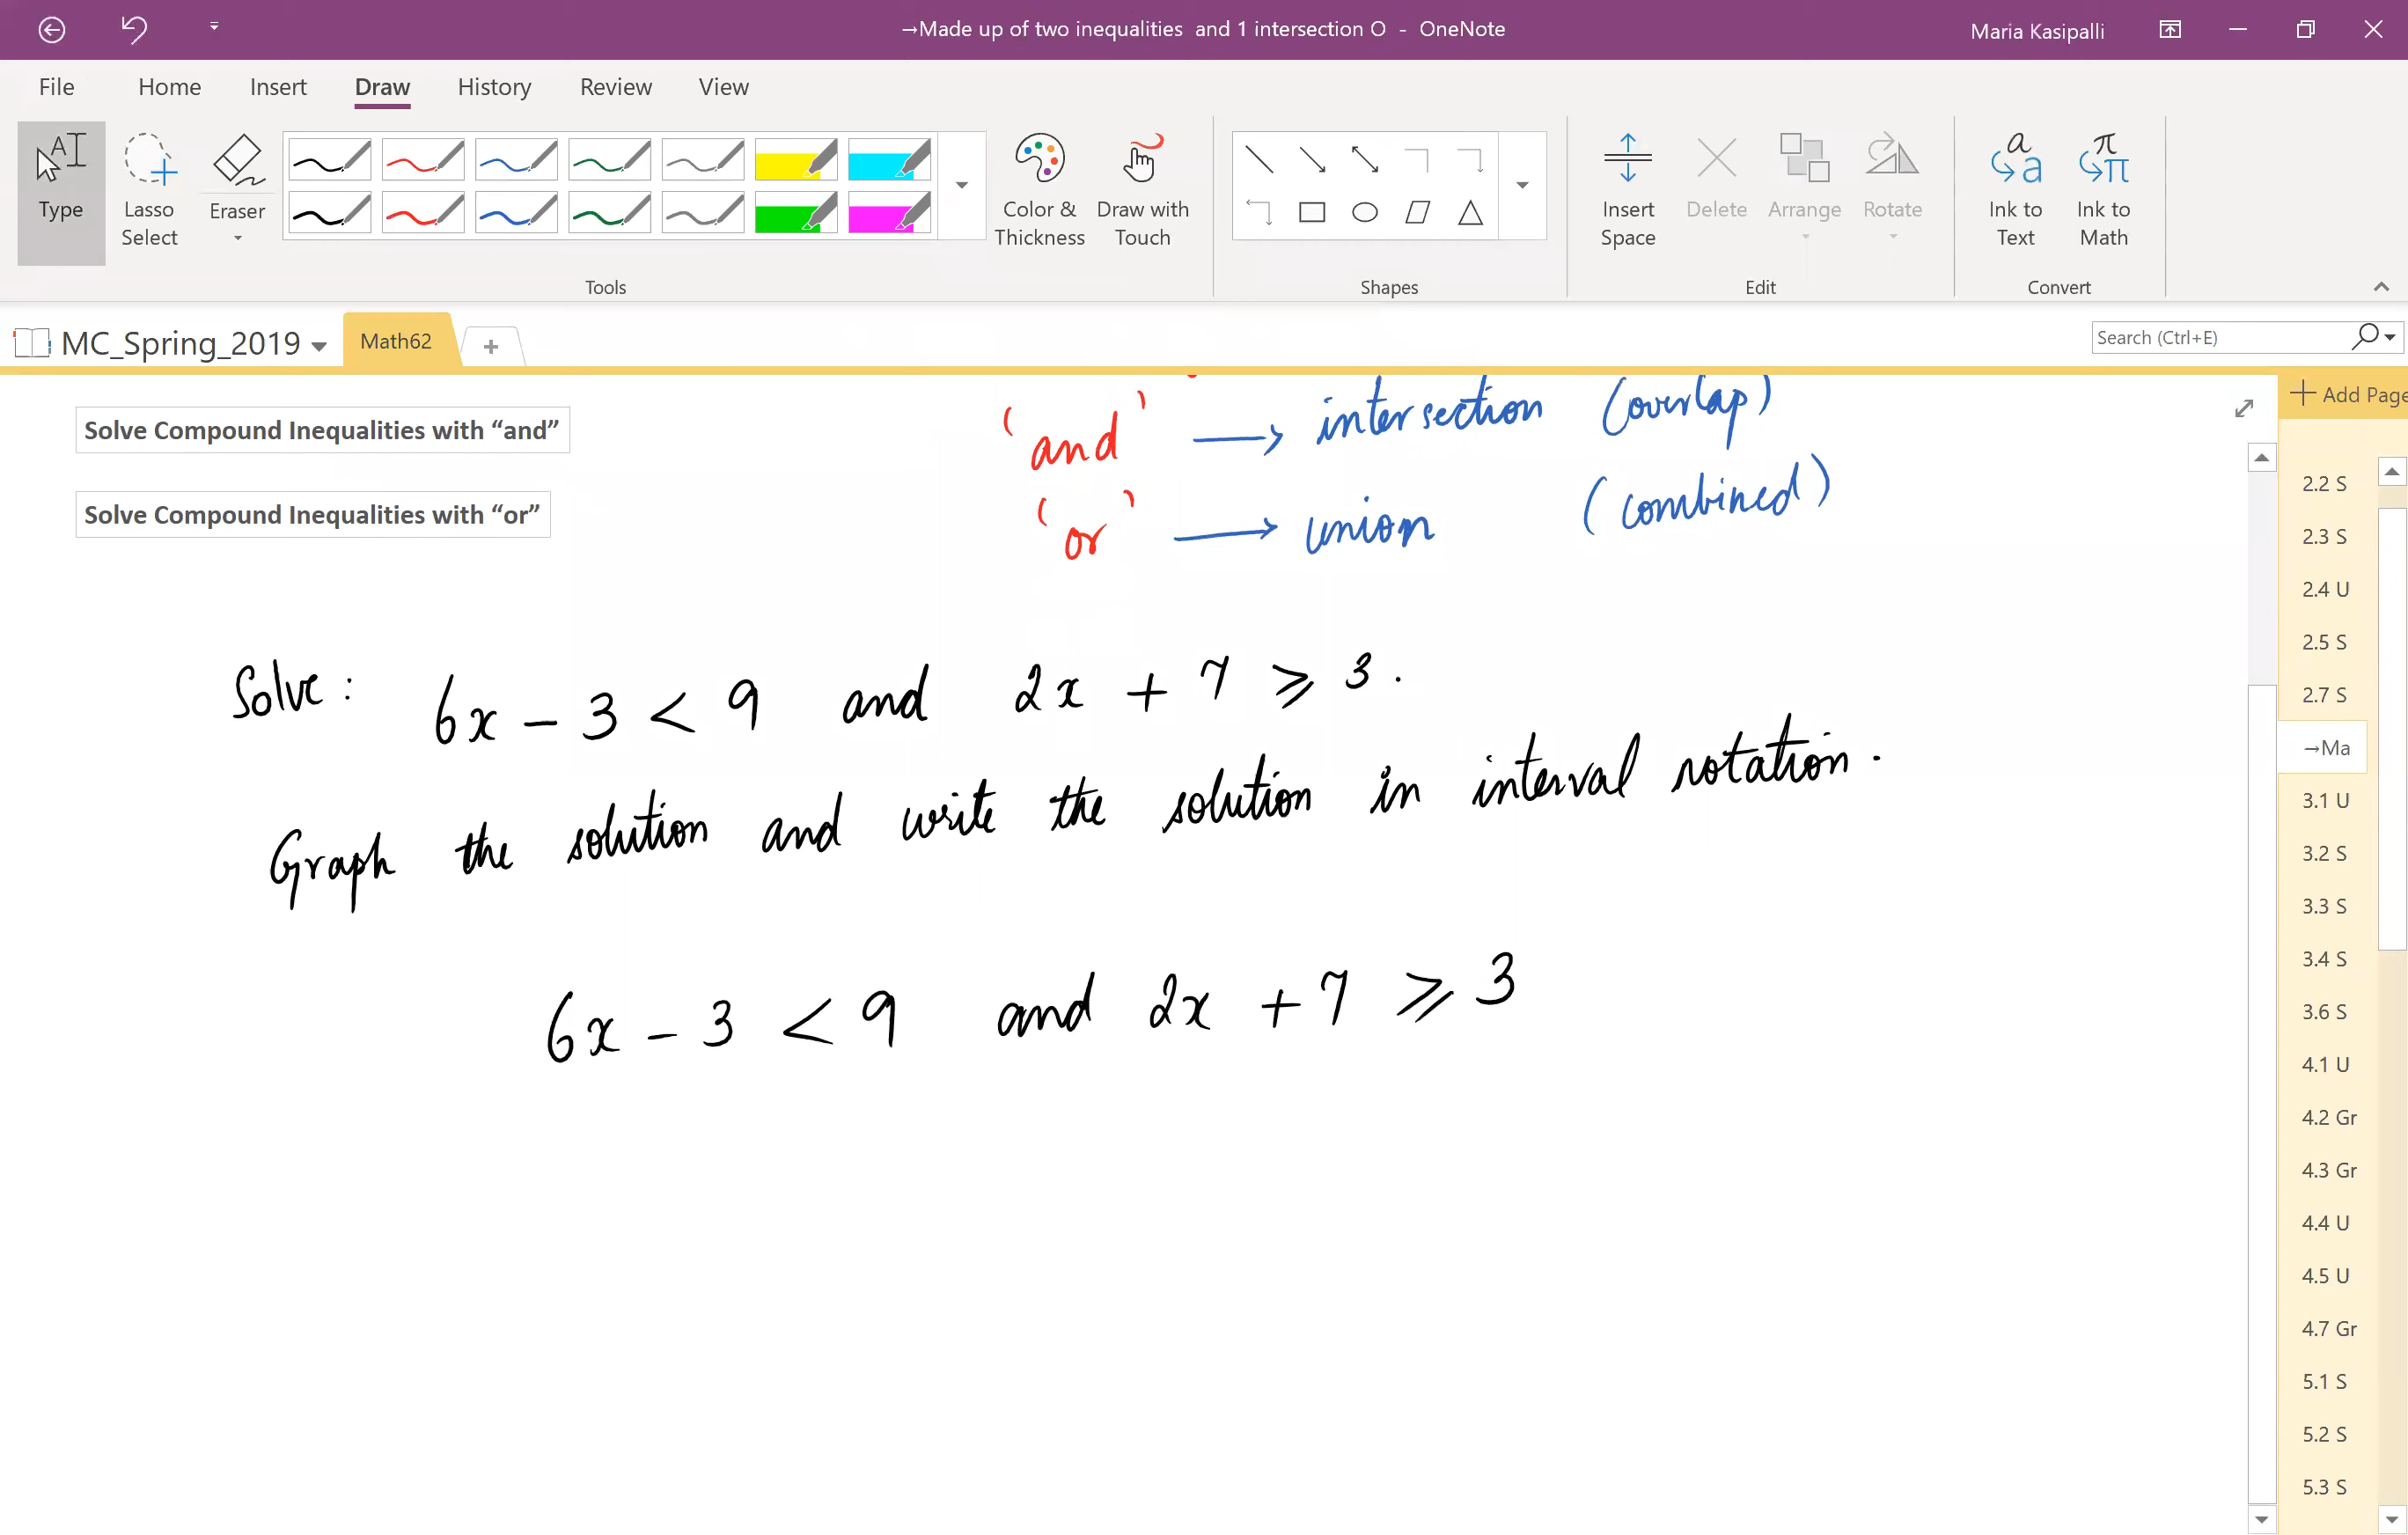 →Made up of two inequalities and 1 intersection O - OneNote
Maria Kasipalli
File Home Insert Draw History Review View
Type
Lasso Select
Eraser
Color & Thickness
Draw with Touch
Insert Space
Delete
Arrange
Rotate
Ink to Text
Ink to Math
Tools
Shapes
Edit
Convert
MC_Spring_2019
Math62
+
Search (Ctrl+E)
Add Page
Solve Compound Inequalities with “and”
Solve Compound Inequalities with “or”
'and' → intersection (overlap)
'or' → union (combined)
Solve: 6x - 3 < 9 and 2x + 7 ⩾ 3.
Graph the solution and write the solution in interval notation.
6x - 3 < 9 and 2x + 7 ⩾ 3
2.2 S
2.3 S
2.4 U
2.5 S
2.7 S
→Ma
3.1 U
3.2 S
3.3 S
3.4 S
3.6 S
4.1 U
4.2 Gr
4.3 Gr
4.4 U
4.5 U
4.7 Gr
5.1 S
5.2 S
5.3 S